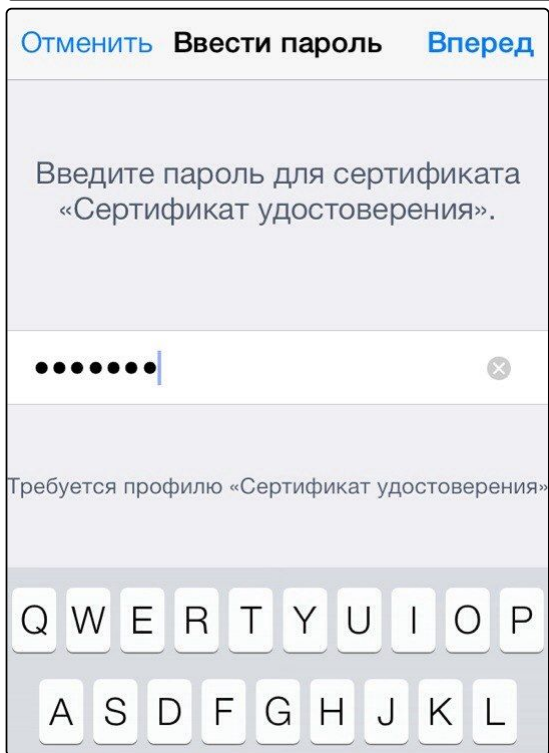 Отменить Ввести пароль Вперед
Введите пароль для сертификата
«Сертификат удостоверения».
•••••••
Требуется профилю «Сертификат удостоверения»
Q W E R T Y U I O P
A S D F G H J K L